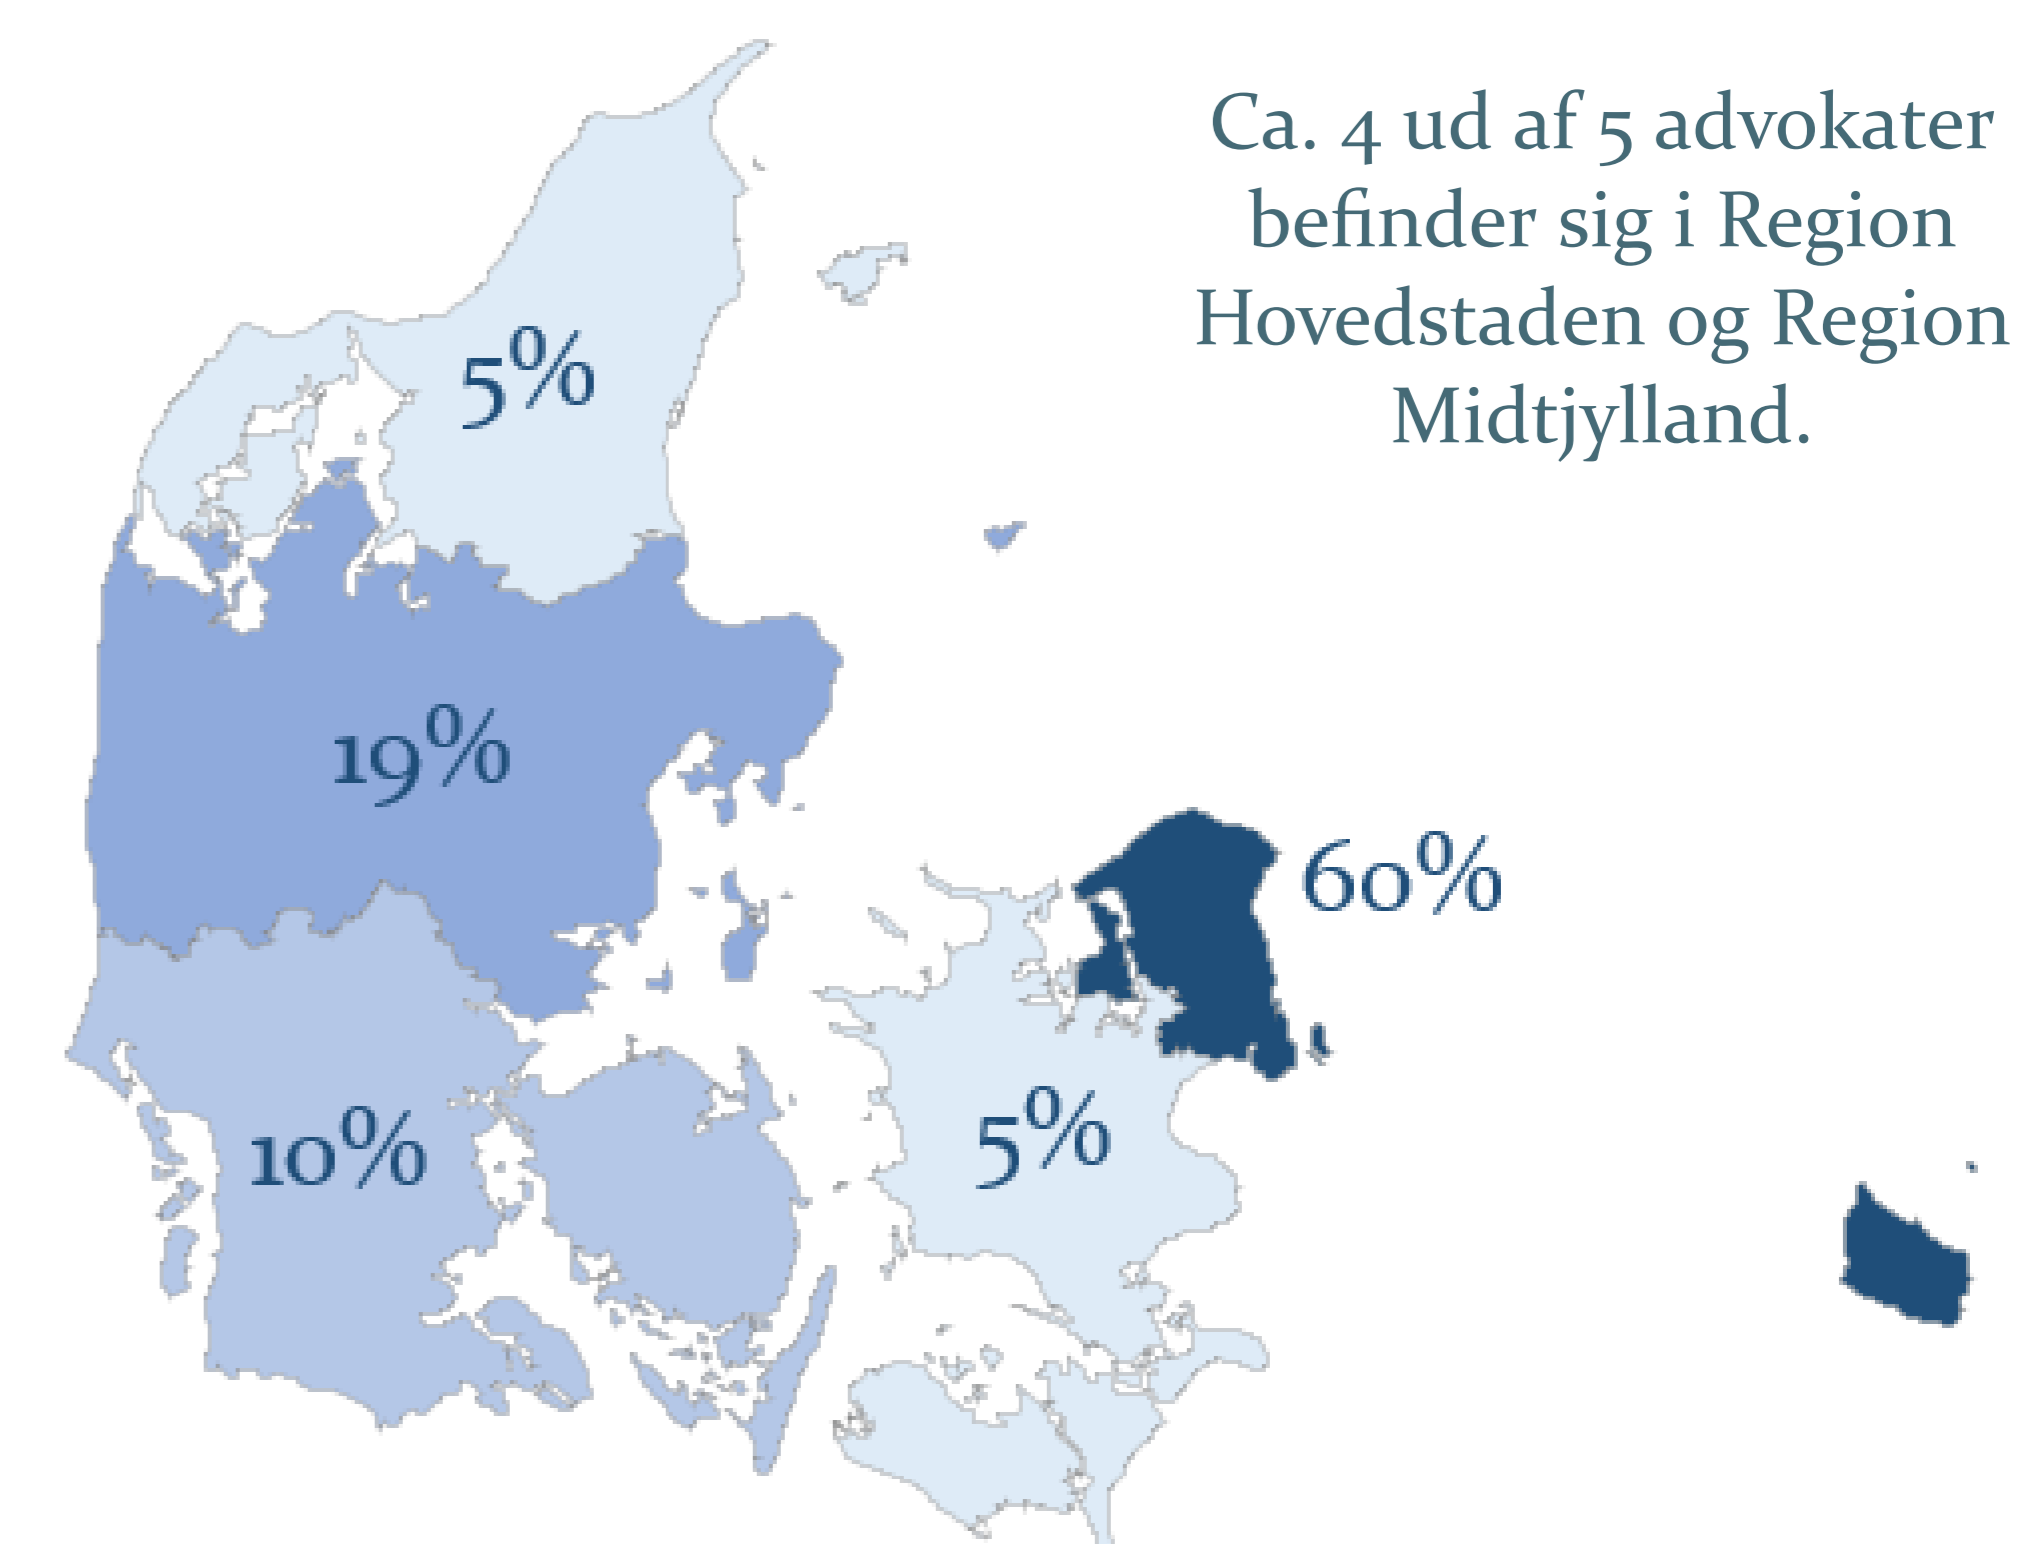 Ca. 4 ud af 5 advokater
befinder sig i Region
Hovedstaden og Region
Midtjylland.
5%
19%
60%
10%
5%